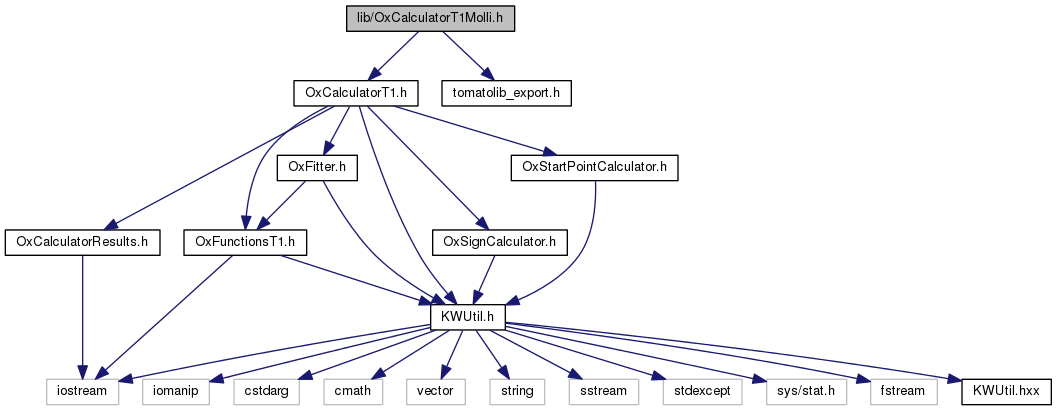 lib/OxCalculatorT1Molli.h
OxCalculatorT1.h
tomatolib_export.h
OxFitter.h
OxStartPointCalculator.h
OxCalculatorResults.h
OxFunctionsT1.h
OxSignCalculator.h
KWUtil.h
iostream
iomanip
cstdarg
cmath
vector
string
sstream
stdexcept
sys/stat.h
fstream
KWUtil.hxx